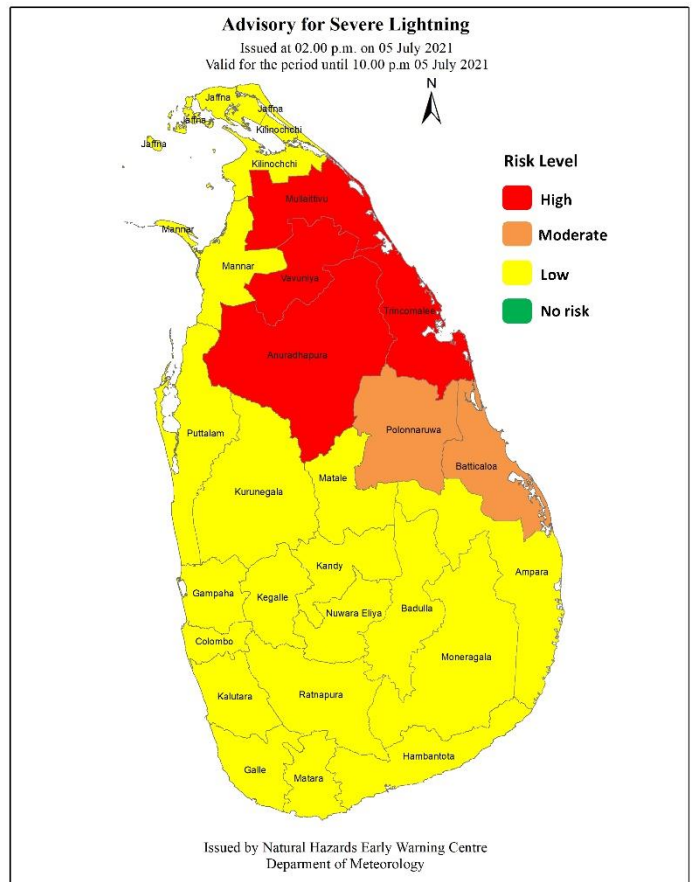 Advisory for Severe Lightning
Issued at 02.00 p.m. on 05 July 2021
Valid for the period until 10.00 p.m 05 July 2021
N
Jaffna
Jaffna
Jaffna
Kilinochchi
Jaffna
Kilinochchi
Risk Level
High
Moderate
Low
No risk
Mullaittivu
Mannar
Mannar
Vavuniya
Trincomalee
Anuradhapura
Puttalam
Polonnaruwa
Batticaloa
Matale
Kurunegala
Kandy
Ampara
Gampaha
Kegalle
Nuwara Eliya
Badulla
Colombo
Moneragala
Kalutara
Ratnapura
Hambantota
Galle
Matara
Issued by Natural Hazards Early Warning Centre
Deparment of Meteorology